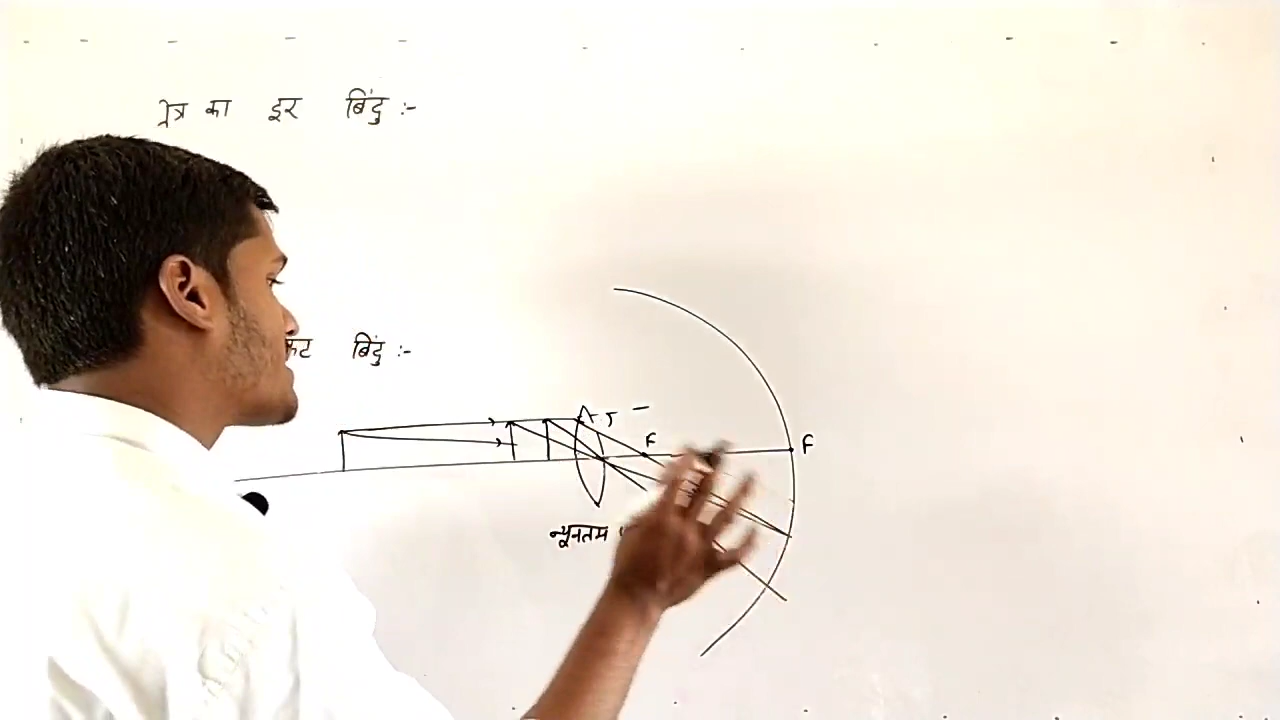 नेत्र का दूर बिंदु :-
कट बिंदु :-
F
F
न्यूनतम